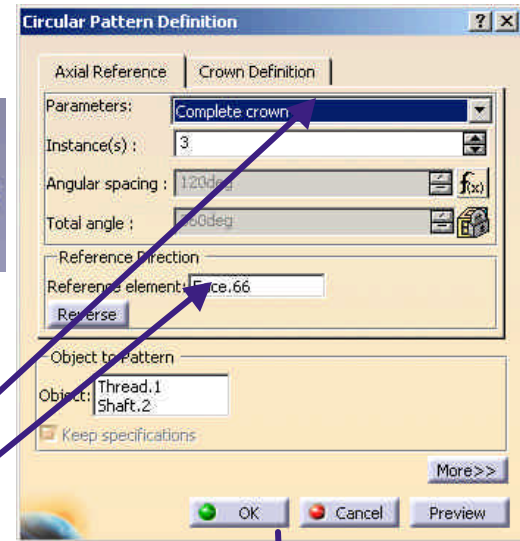 Circular Pattern Definition
Axial Reference Crown Definition
Parameters: Complete crown
Instance(s) : 3
Angular spacing : 120deg f(x)
Total angle : 360deg
Reference Direction
Reference element: Face.66
Reverse
Object to Pattern
Object: Thread.1
Shaft.2
Keep specifications
More>>
OK Cancel Preview